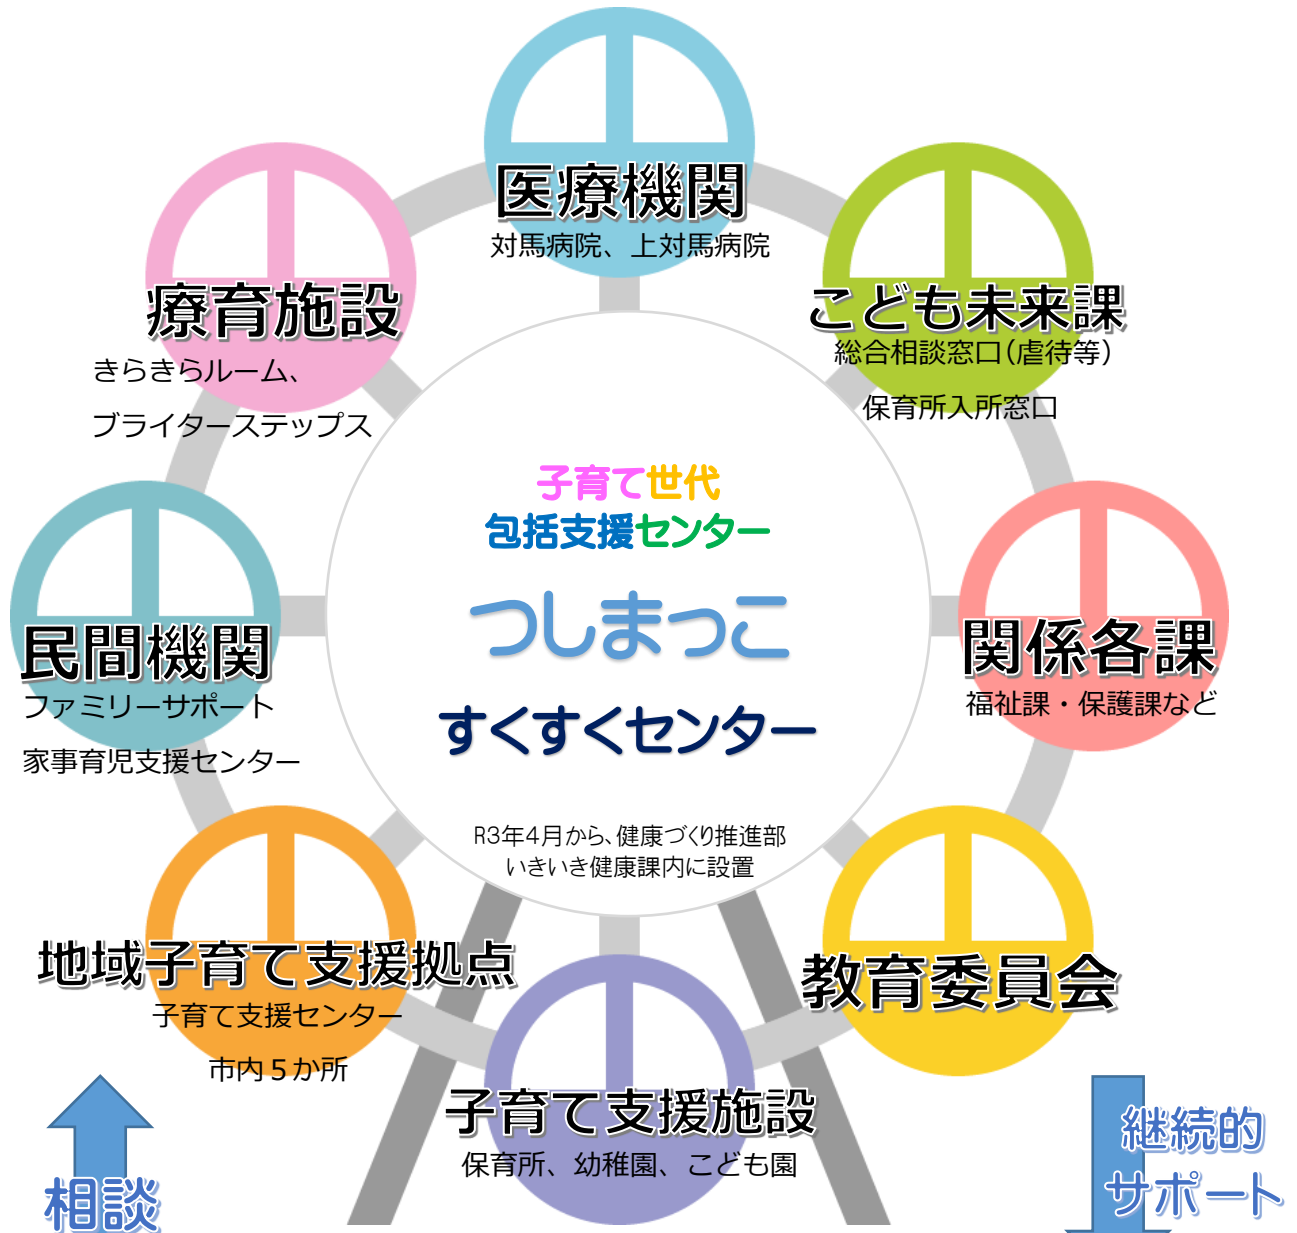 医療機関
対馬病院、上対馬病院
療育施設
きらきらルーム、
ブライターステップス
こども未来課
総合相談窓口(虐待等)
保育所入所窓口
子育て世代
包括支援センター
つしまっこ
すくすくセンター
R3年4月から、健康づくり推進部
いきいき健康課内に設置
民間機関
ファミリーサポート
家事育児支援センター
関係各課
福祉課・保護課など
地域子育て支援拠点
子育て支援センター
市内5か所
教育委員会
子育て支援施設
保育所、幼稚園、こども園
相談
継続的
サポート